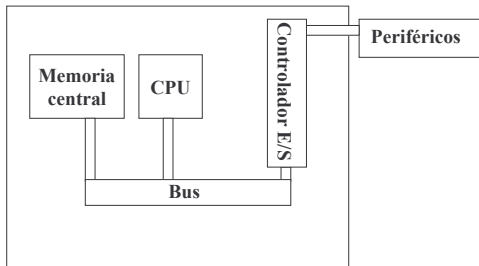 Memoria
central
CPU
Controlador E/S
Periféricos
Bus